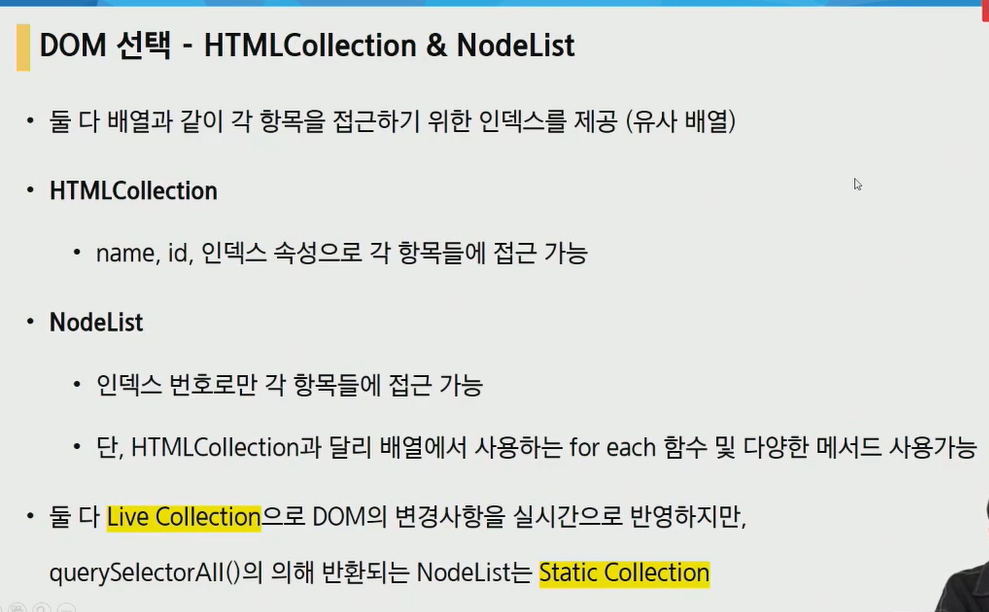 DOM 선택 - HTMLCollection & NodeList
• 둘 다 배열과 같이 각 항목을 접근하기 위한 인덱스를 제공 (유사 배열)
• HTMLCollection
• name, id, 인덱스 속성으로 각 항목들에 접근 가능
• NodeList
• 인덱스 번호로만 각 항목들에 접근 가능
• 단, HTMLCollection과 달리 배열에서 사용하는 for each 함수 및 다양한 메서드 사용가능
• 둘 다 Live Collection으로 DOM의 변경사항을 실시간으로 반영하지만,
querySelectorAll()의 의해 반환되는 NodeList는 Static Collection